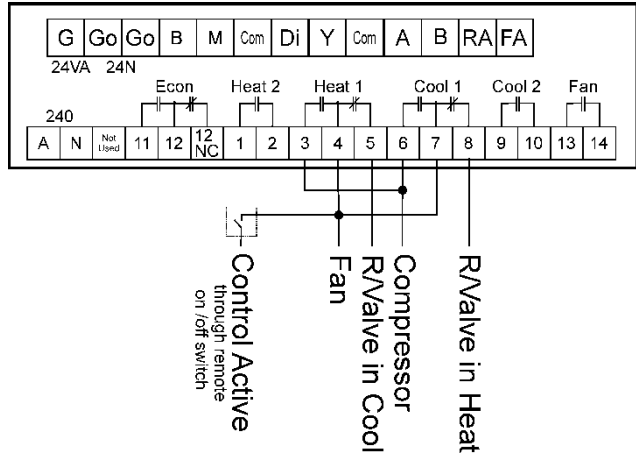 G Go Go B M Com Di Y Com A B RA FA
24VA 24N
Econ Heat 2 Heat 1 Cool 1 Cool 2 Fan
240
A N Not Used 11 12 12 NC 1 2 3 4 5 6 7 8 9 10 13 14
Control Active
through remote
on /off switch
Fan
R/Valve in Cool
Compressor
R/Valve in Heat